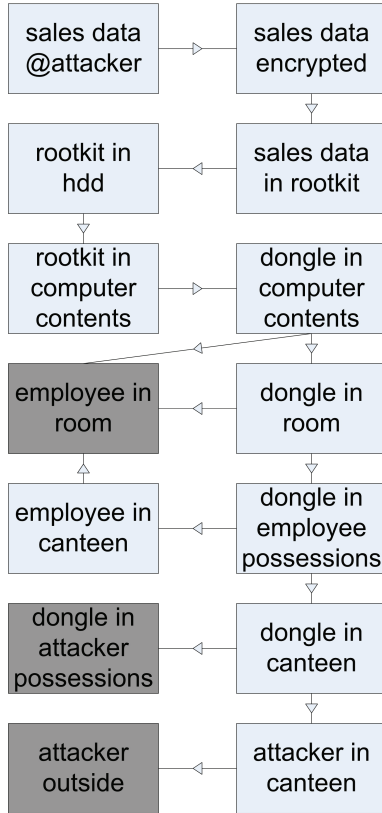 sales data
@attacker
sales data
encrypted
rootkit in
hdd
sales data
in rootkit
rootkit in
computer
contents
dongle in
computer
contents
employee in
room
dongle in
room
employee in
canteen
dongle in
employee
possessions
dongle in
attacker
possessions
dongle in
canteen
attacker
outside
attacker in
canteen